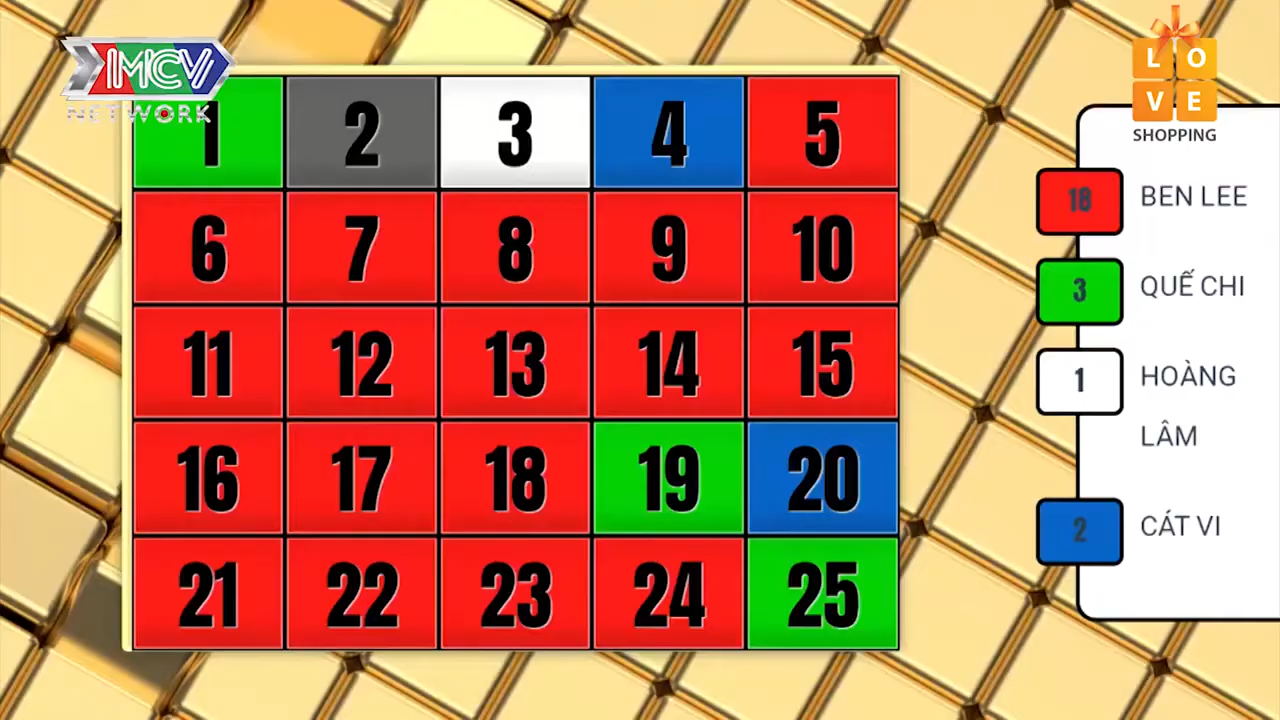 MCV
NETWORK
L O
V E
SHOPPING
1 2 3 4 5
6 7 8 9 10
11 12 13 14 15
16 17 18 19 20
21 22 23 24 25
18 BEN LEE
3 QUẾ CHI
1 HOÀNG
LÂM
2 CÁT VI